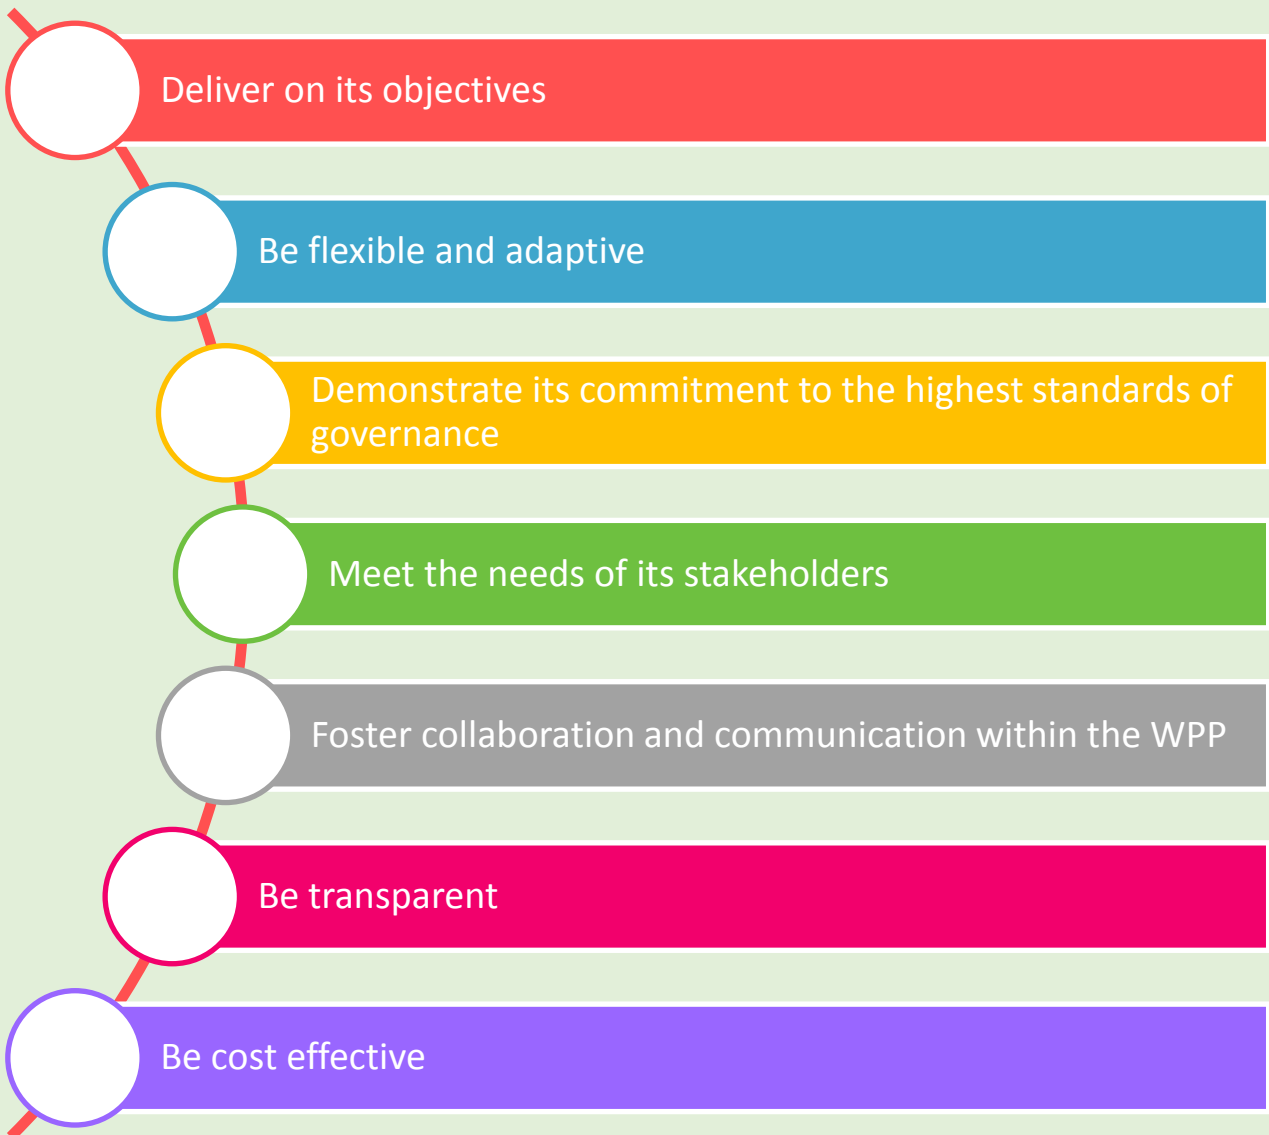 Deliver on its objectives
Be flexible and adaptive
Demonstrate its commitment to the highest standards of
governance
Meet the needs of its stakeholders
Foster collaboration and communication within the WPP
Be transparent
Be cost effective